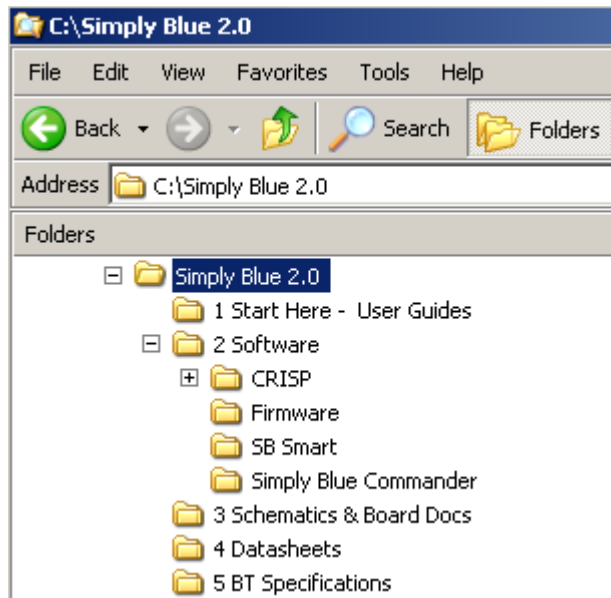 C:\Simply Blue 2.0
File Edit View Favorites Tools Help
Back Search Folders
Address C:\Simply Blue 2.0
Folders
Simply Blue 2.0
1 Start Here - User Guides
2 Software
CRISP
Firmware
SB Smart
Simply Blue Commander
3 Schematics & Board Docs
4 Datasheets
5 BT Specifications